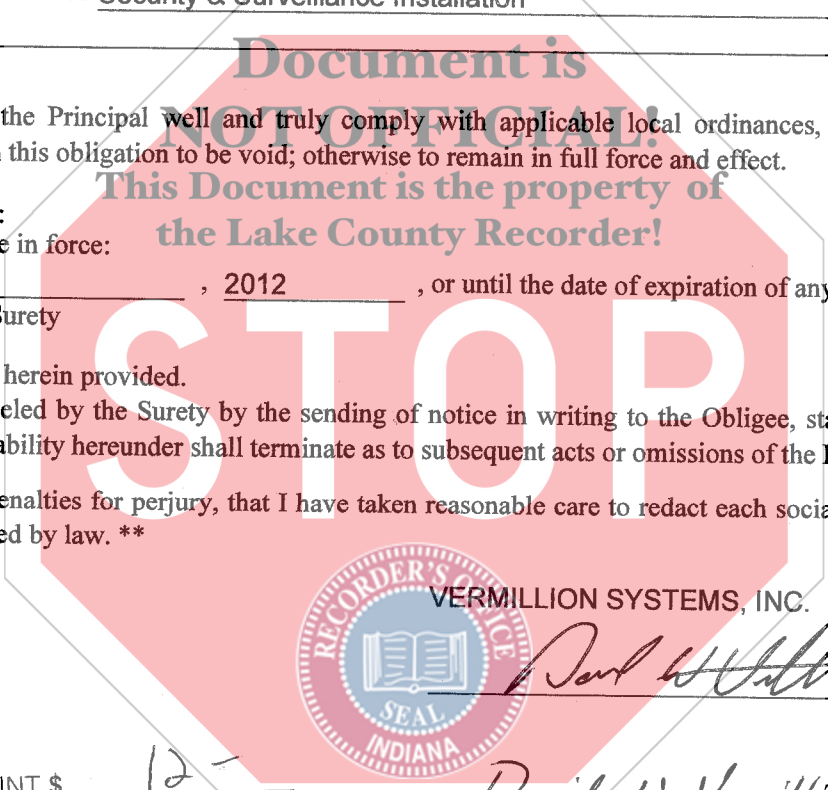 Security & Surveillance Installation
Document is
the Principal well and truly comply with applicable local ordinances,
NOT OFFICIAL!
this obligation to be void; otherwise to remain in full force and effect.
This Document is the property of
the Lake County Recorder!
e in force:
, 2012 , or until the date of expiration of any
urety
herein provided.
eled by the Surety by the sending of notice in writing to the Obligee, sta
ability hereunder shall terminate as to subsequent acts or omissions of the
enalties for perjury, that I have taken reasonable care to redact each socia
ed by law. **
STOP
RECORDER'S OFFICE
SEAL
INDIANA
VERMILLION SYSTEMS, INC.
INT $ 12 -